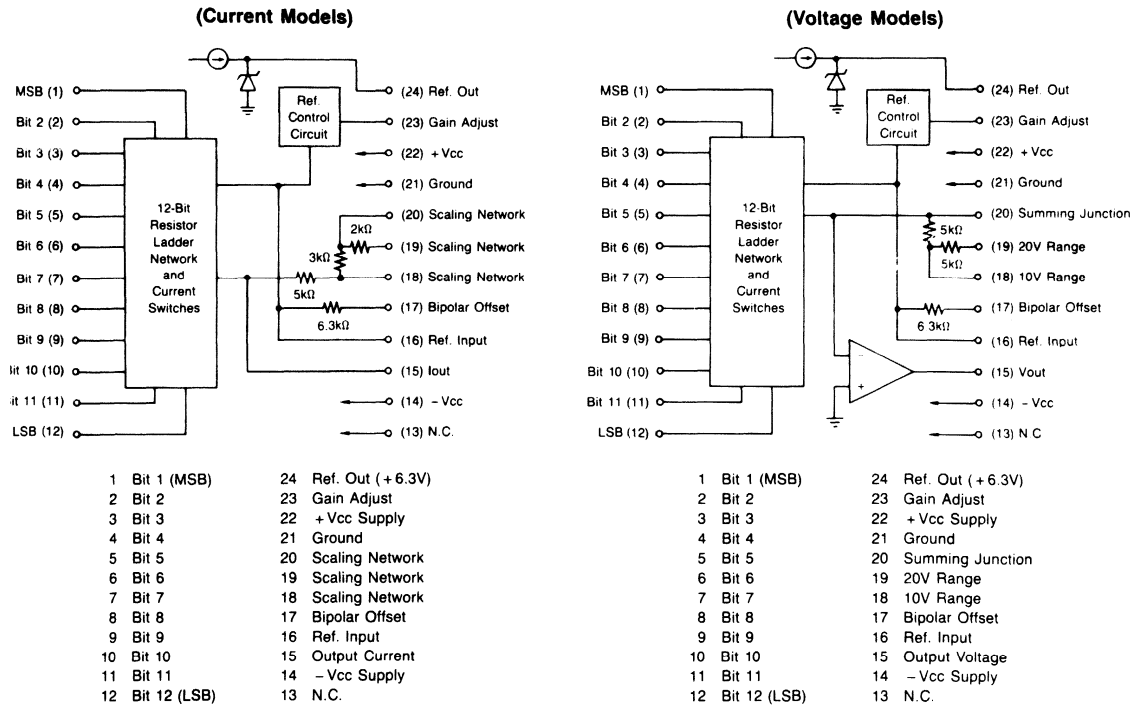 (Current Models)
MSB (1)
Bit 2 (2)
Bit 3 (3)
Bit 4 (4)
Bit 5 (5)
Bit 6 (6)
Bit 7 (7)
Bit 8 (8)
Bit 9 (9)
Bit 10 (10)
it 11 (11)
LSB (12)
12-Bit
Resistor
Ladder
Network
and
Current
Switches
Ref.
Control
Circuit
2kΩ
3kΩ
5kΩ
6.3kΩ
(24) Ref. Out
(23) Gain Adjust
(22) + Vcc
(21) Ground
(20) Scaling Network
(19) Scaling Network
(18) Scaling Network
(17) Bipolar Offset
(16) Ref. Input
(15) Iout
(14) – Vcc
(13) N.C.
1 Bit 1 (MSB)
2 Bit 2
3 Bit 3
4 Bit 4
5 Bit 5
6 Bit 6
7 Bit 7
8 Bit 8
9 Bit 9
10 Bit 10
11 Bit 11
12 Bit 12 (LSB)
24 Ref. Out (+6.3V)
23 Gain Adjust
22 +Vcc Supply
21 Ground
20 Scaling Network
19 Scaling Network
18 Scaling Network
17 Bipolar Offset
16 Ref. Input
15 Output Current
14 –Vcc Supply
13 N.C.
(Voltage Models)
MSB (1)
Bit 2 (2)
Bit 3 (3)
Bit 4 (4)
Bit 5 (5)
Bit 6 (6)
Bit 7 (7)
Bit 8 (8)
Bit 9 (9)
Bit 10 (10)
Bit 11 (11)
LSB (12)
12-Bit
Resistor
Ladder
Network
and
Current
Switches
Ref.
Control
Circuit
5kΩ
5kΩ
6 3kΩ
–
+
(24) Ref. Out
(23) Gain Adjust
(22) + Vcc
(21) Ground
(20) Summing Junction
(19) 20V Range
(18) 10V Range
(17) Bipolar Offset
(16) Ref. Input
(15) Vout
(14) – Vcc
(13) N C
1 Bit 1 (MSB)
2 Bit 2
3 Bit 3
4 Bit 4
5 Bit 5
6 Bit 6
7 Bit 7
8 Bit 8
9 Bit 9
10 Bit 10
11 Bit 11
12 Bit 12 (LSB)
24 Ref. Out (+6.3V)
23 Gain Adjust
22 +Vcc Supply
21 Ground
20 Summing Junction
19 20V Range
18 10V Range
17 Bipolar Offset
16 Ref. Input
15 Output Voltage
14 –Vcc Supply
13 N.C.